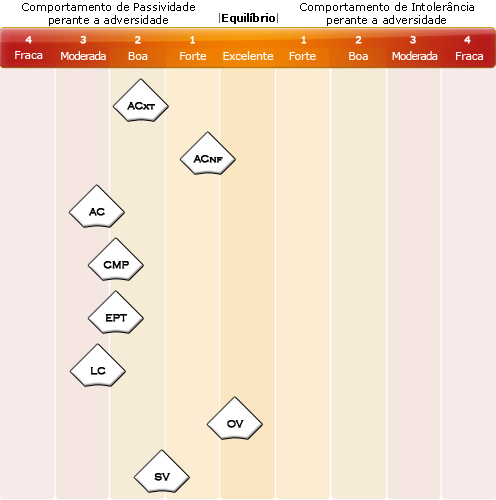 Comportamento de Passividade
perante a adversidade
|Equilíbrio|
Comportamento de Intolerância
perante a adversidade
4 3 2 1 1 2 3 4
Fraca Moderada Boa Forte Excelente Forte Boa Moderada Fraca
ACXT
ACNF
AC
CMP
EPT
LC
OV
SV